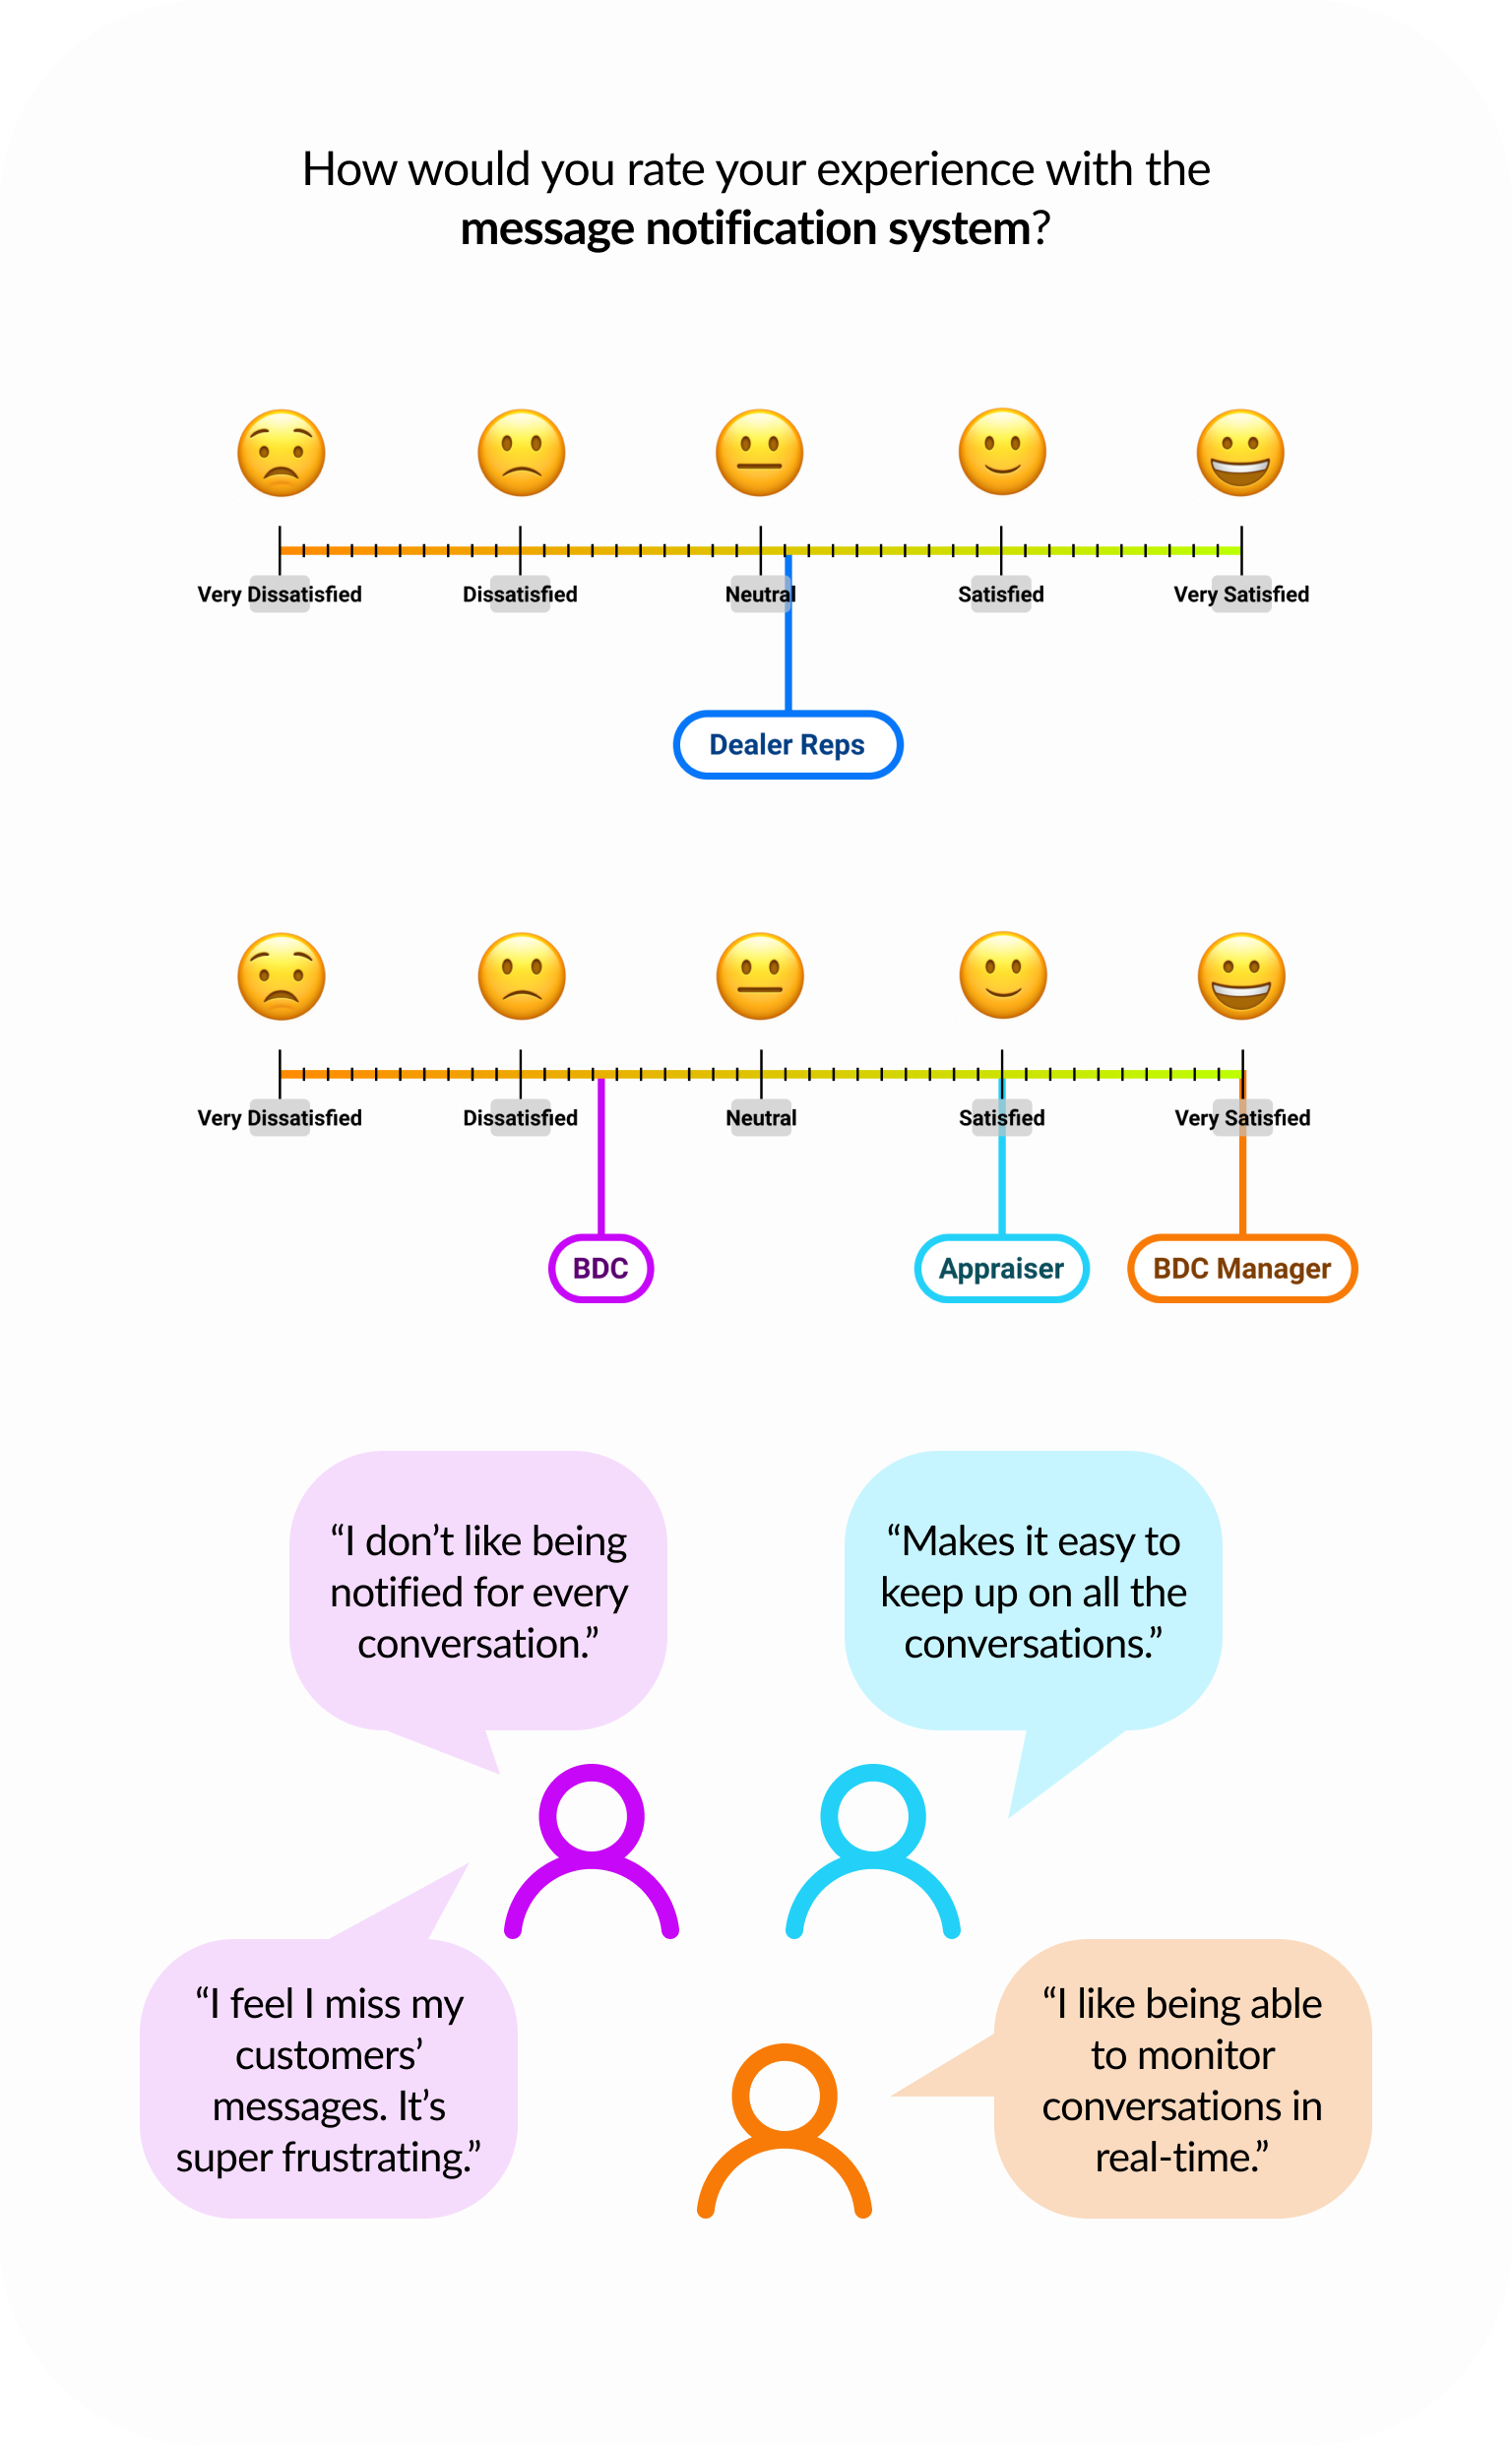 How would you rate your experience with the
message notification system?
Very Dissatisfied
Dissatisfied
Neutral
Satisfied
Very Satisfied
Dealer Reps
Very Dissatisfied
Dissatisfied
Neutral
Satisfied
Very Satisfied
BDC
Appraiser
BDC Manager
“I don’t like being
notified for every
conversation.”
“Makes it easy to
keep up on all the
conversations.”
“I feel I miss my
customers’
messages. It’s
super frustrating.”
“I like being able
to monitor
conversations in
real-time.”